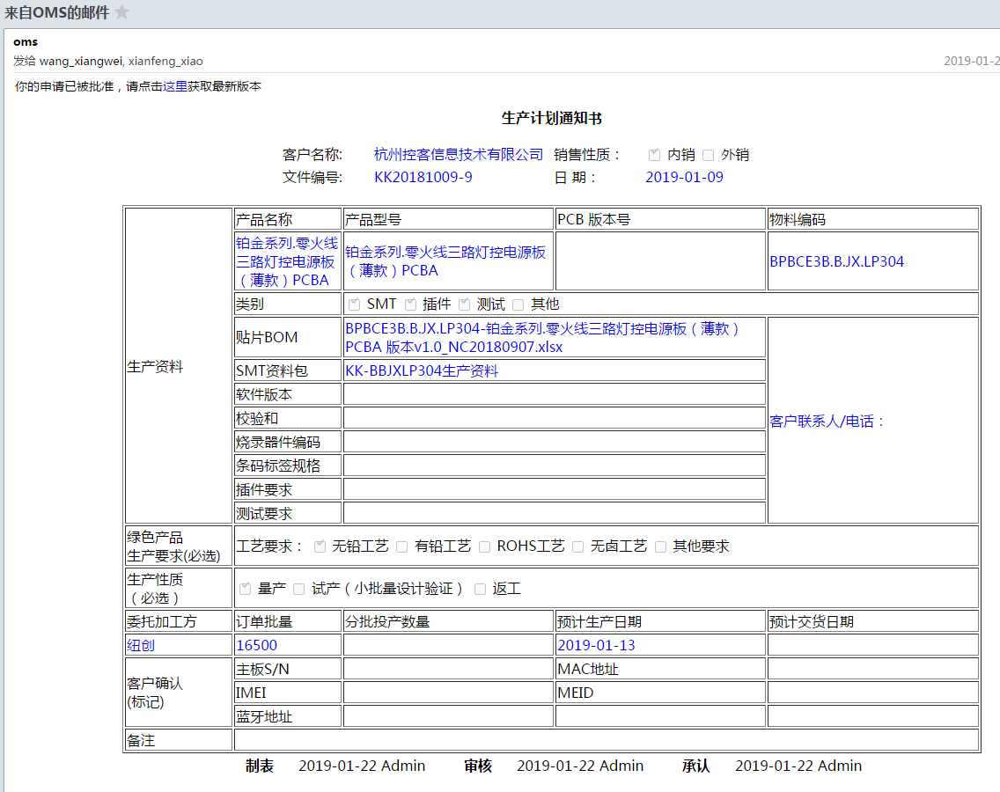 来自OMS的邮件
oms
发给 wang_xiangwei, xianfeng_xiao 2019-01-2
你的申请已被批准，请点击这里获取最新版本
生产计划通知书
客户名称: 杭州控客信息技术有限公司 销售性质： 内销 外销
文件编号: KK20181009-9 日 期： 2019-01-09
产品名称 产品型号 PCB 版本号 物料编码
铂金系列.零火线
三路灯控电源板
（薄款）PCBA
铂金系列.零火线三路灯控电源板
（薄款）PCBA
BPBCE3B.B.JX.LP304
类别 SMT 插件 测试 其他
生产资料
贴片BOM
BPBCE3B.B.JX.LP304-铂金系列.零火线三路灯控电源板（薄款）
PCBA 版本v1.0_NC20180907.xlsx
SMT资料包 KK-BBJXLP304生产资料
软件版本
校验和
客户联系人/电话：
烧录器件编码
条码标签规格
插件要求
测试要求
绿色产品
生产要求(必选)
工艺要求： 无铅工艺 有铅工艺 ROHS工艺 无卤工艺 其他要求
生产性质
（必选）
量产 试产（小批量设计验证） 返工
委托加工方 订单批量 分批投产数量 预计生产日期 预计交货日期
纽创 16500 2019-01-13
客户确认
(标记)
主板S/N MAC地址
IMEI MEID
蓝牙地址
备注
制表 2019-01-22 Admin 审核 2019-01-22 Admin 承认 2019-01-22 Admin